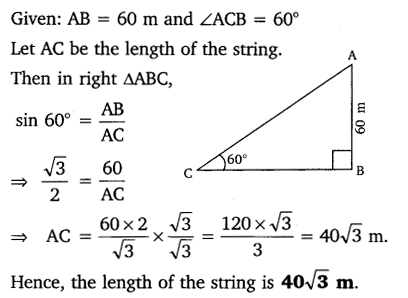 Given: AB = 60 m and ∠ACB = 60°
Let AC be the length of the string.
Then in right ΔABC,
sin 60° = AB/AC
⇒ √3/2 = 60/AC
⇒ AC = (60 × 2)/√3 × √3/√3 = (120 × √3)/3 = 40√3 m.
Hence, the length of the string is 40√3 m.
A
60 m
60°
C
B